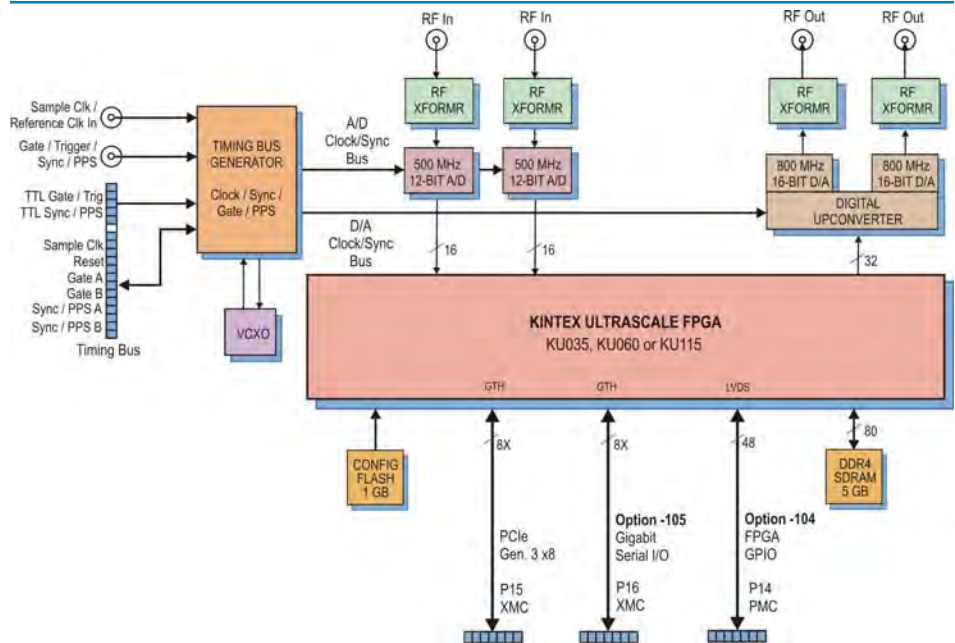 RF In
RF In
RF Out
RF Out
Sample Clk /
Reference Clk In
Gate / Trigger /
Sync / PPS
TTL Gate / Trig
TTL Sync / PPS
Sample Clk
Reset
Gate A
Gate B
Sync / PPS A
Sync / PPS B
Timing Bus
TIMING BUS
GENERATOR
Clock / Sync /
Gate / PPS
VCXO
A/D
Clock/Sync
Bus
D/A
Clock/Sync
Bus
RF
XFORMR
RF
XFORMR
500 MHz
12-BIT A/D
500 MHz
12-BIT A/D
16
16
RF
XFORMR
RF
XFORMR
800 MHz
16-BIT D/A
800 MHz
16-BIT D/A
DIGITAL
UPCONVERTER
32
KINTEX ULTRASCALE FPGA
KU035, KU060 or KU115
GTH
GTH
LVDS
CONFIG
FLASH
1 GB
8X
8X
48
80
DDR4
SDRAM
5 GB
PCIe
Gen. 3 x8
P15
XMC
Option -105
Gigabit
Serial I/O
P16
XMC
Option -104
FPGA
GPIO
P14
PMC